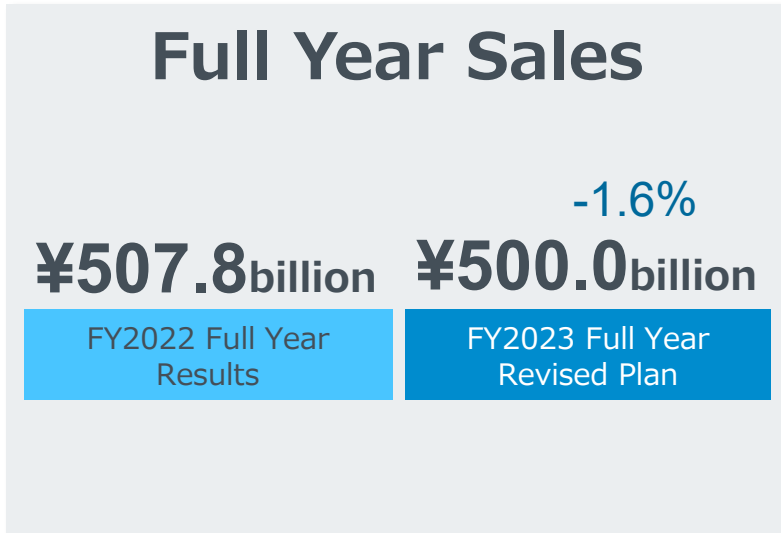 Full Year Sales
-1.6%
¥507.8billion
¥500.0billion
FY2022 Full Year
Results
FY2023 Full Year
Revised Plan